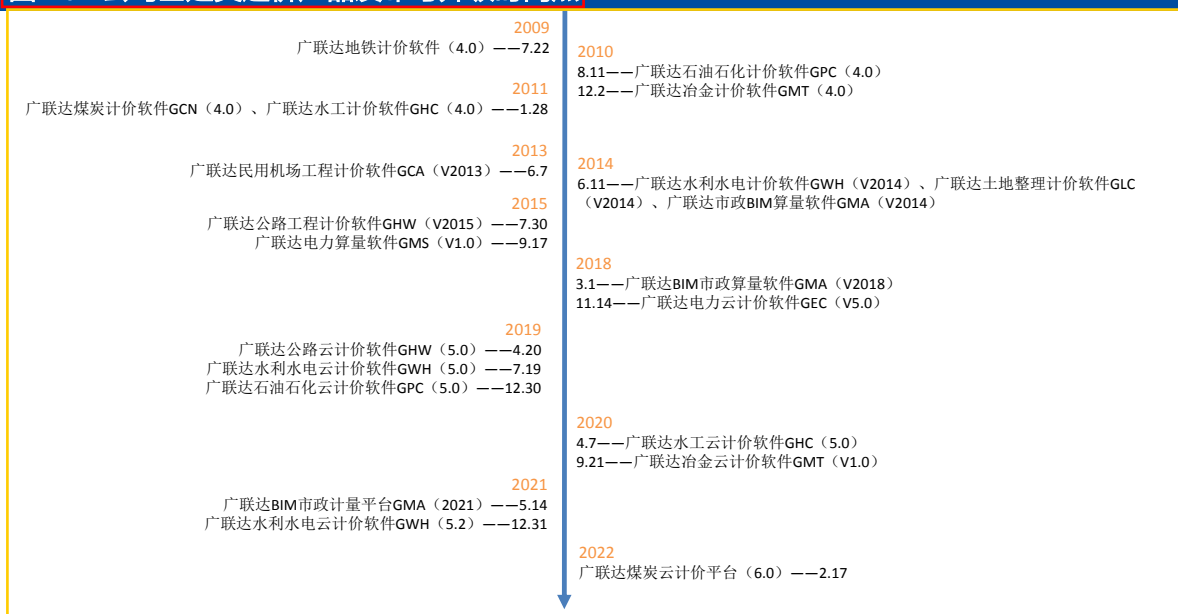 2009
广联达地铁计价软件（4.0）——7.22
2010
8.11——广联达石油石化计价软件GPC（4.0）
12.2——广联达冶金计价软件GMT（4.0）
2011
广联达煤炭计价软件GCN（4.0）、广联达水工计价软件GHC（4.0）——1.28
2013
广联达民用机场工程计价软件GCA（V2013）——6.7
2014
6.11——广联达水利水电计价软件GWH（V2014）、广联达土地整理计价软件GLC
（V2014）、广联达市政BIM算量软件GMA（V2014）
2015
广联达公路工程计价软件GHW（V2015）——7.30
广联达电力算量软件GMS（V1.0）——9.17
2018
3.1——广联达BIM市政算量软件GMA（V2018）
11.14——广联达电力云计价软件GEC（V5.0）
2019
广联达公路云计价软件GHW（5.0）——4.20
广联达水利水电云计价软件GWH（5.0）——7.19
广联达石油石化云计价软件GPC（5.0）——12.30
2020
4.7——广联达水工云计价软件GHC（5.0）
9.21——广联达冶金云计价软件GMT（V1.0）
2021
广联达BIM市政计量平台GMA（2021）——5.14
广联达水利水电云计价软件GWH（5.2）——12.31
2022
广联达煤炭云计价平台（6.0）——2.17